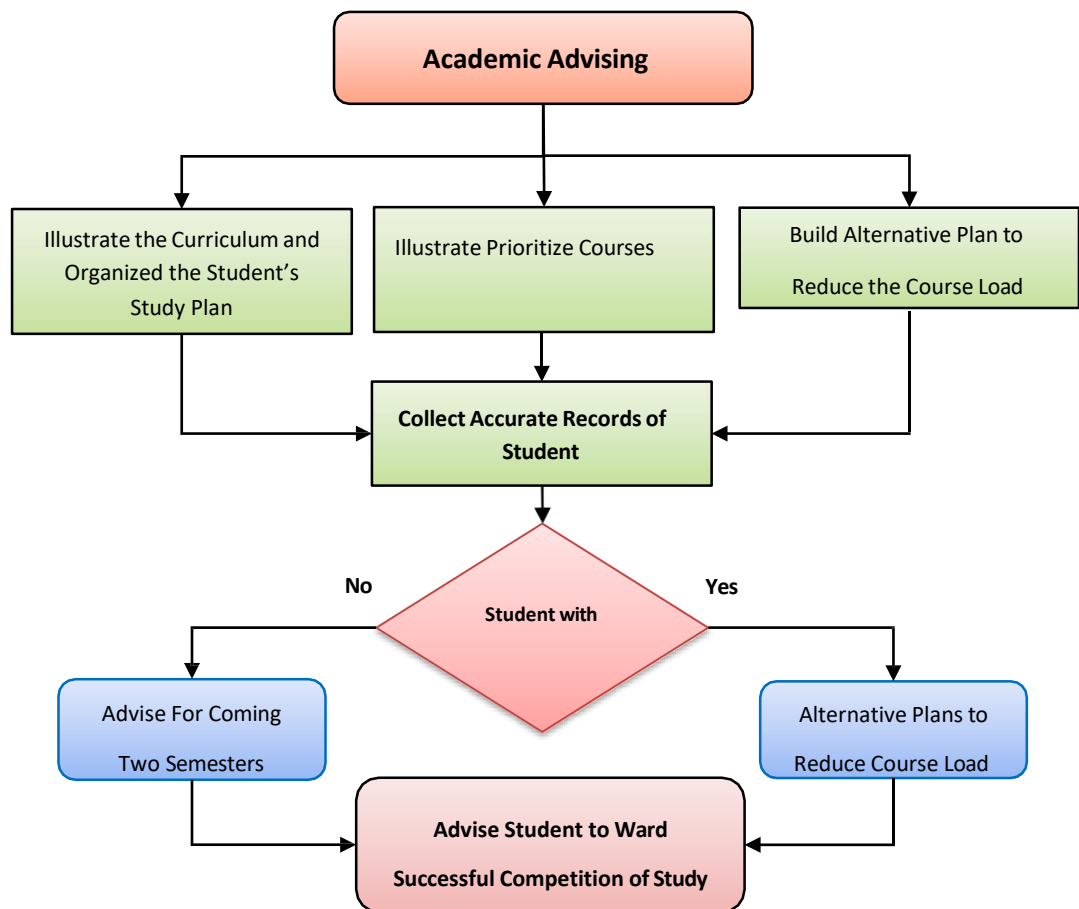 Academic Advising
Illustrate the Curriculum and
Organized the Student’s
Study Plan
Illustrate Prioritize Courses
Build Alternative Plan to
Reduce the Course Load
Collect Accurate Records of
Student
No
Yes
Student with
Advise For Coming
Two Semesters
Alternative Plans to
Reduce Course Load
Advise Student to Ward
Successful Competition of Study